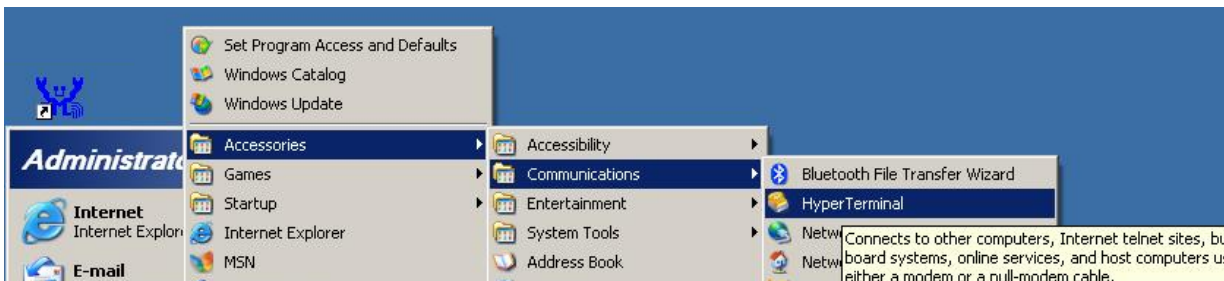 Set Program Access and Defaults
Windows Catalog
Windows Update
Administrato
Accessories
Games
Startup
Internet Explorer
MSN
Internet
Internet Explor
E-mail
Accessibility
Communications
Entertainment
System Tools
Address Book
Bluetooth File Transfer Wizard
HyperTerminal
Netw
Netw
Connects to other computers, Internet telnet sites, bu
board systems, online services, and host computers us
either a modem or a null-modem cable.